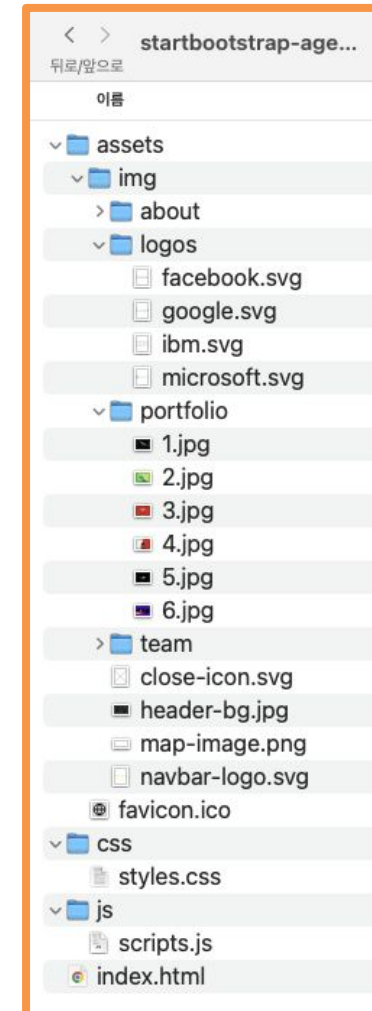 startbootstrap-age...
뒤로/앞으로
이름
assets
img
about
logos
facebook.svg
google.svg
ibm.svg
microsoft.svg
portfolio
1.jpg
2.jpg
3.jpg
4.jpg
5.jpg
6.jpg
team
close-icon.svg
header-bg.jpg
map-image.png
navbar-logo.svg
favicon.ico
css
styles.css
js
scripts.js
index.html